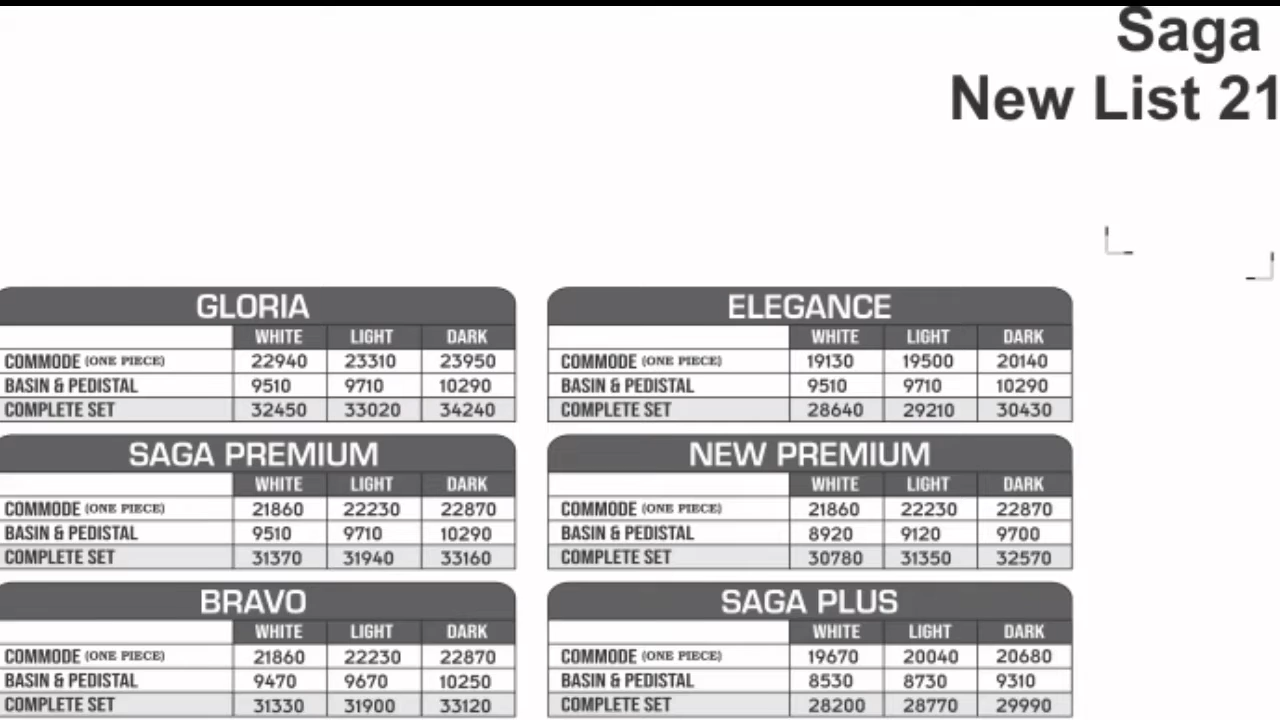 Saga
New List 21
GLORIA
WHITE LIGHT DARK
COMMODE (ONE PIECE) 22940 23310 23950
BASIN & PEDISTAL 9510 9710 10290
COMPLETE SET 32450 33020 34240
ELEGANCE
WHITE LIGHT DARK
COMMODE (ONE PIECE) 19130 19500 20140
BASIN & PEDISTAL 9510 9710 10290
COMPLETE SET 28640 29210 30430
SAGA PREMIUM
WHITE LIGHT DARK
COMMODE (ONE PIECE) 21860 22230 22870
BASIN & PEDISTAL 9510 9710 10290
COMPLETE SET 31370 31940 33160
NEW PREMIUM
WHITE LIGHT DARK
COMMODE (ONE PIECE) 21860 22230 22870
BASIN & PEDISTAL 8920 9120 9700
COMPLETE SET 30780 31350 32570
BRAVO
WHITE LIGHT DARK
COMMODE (ONE PIECE) 21860 22230 22870
BASIN & PEDISTAL 9470 9670 10250
COMPLETE SET 31330 31900 33120
SAGA PLUS
WHITE LIGHT DARK
COMMODE (ONE PIECE) 19670 20040 20680
BASIN & PEDISTAL 8530 8730 9310
COMPLETE SET 28200 28770 29990